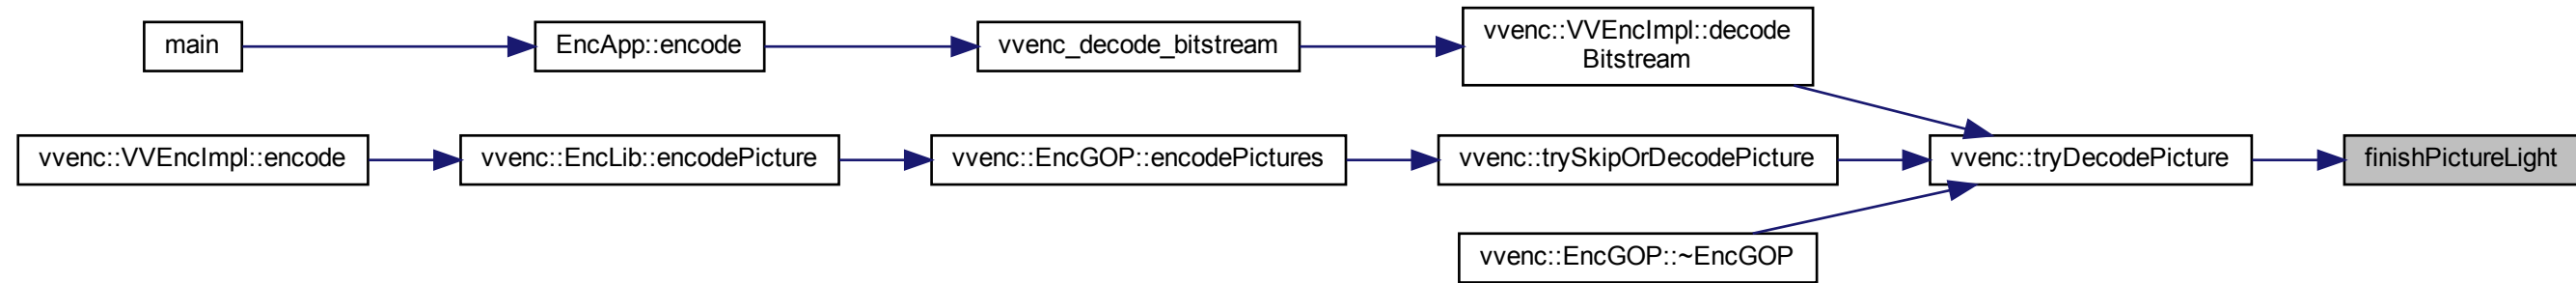 main
EncApp::encode
vvenc_decode_bitstream
vvenc::VVEncImpl::decode
Bitstream
vvenc::VVEncImpl::encode
vvenc::EncLib::encodePicture
vvenc::EncGOP::encodePictures
vvenc::trySkipOrDecodePicture
vvenc::tryDecodePicture
finishPictureLight
vvenc::EncGOP::~EncGOP